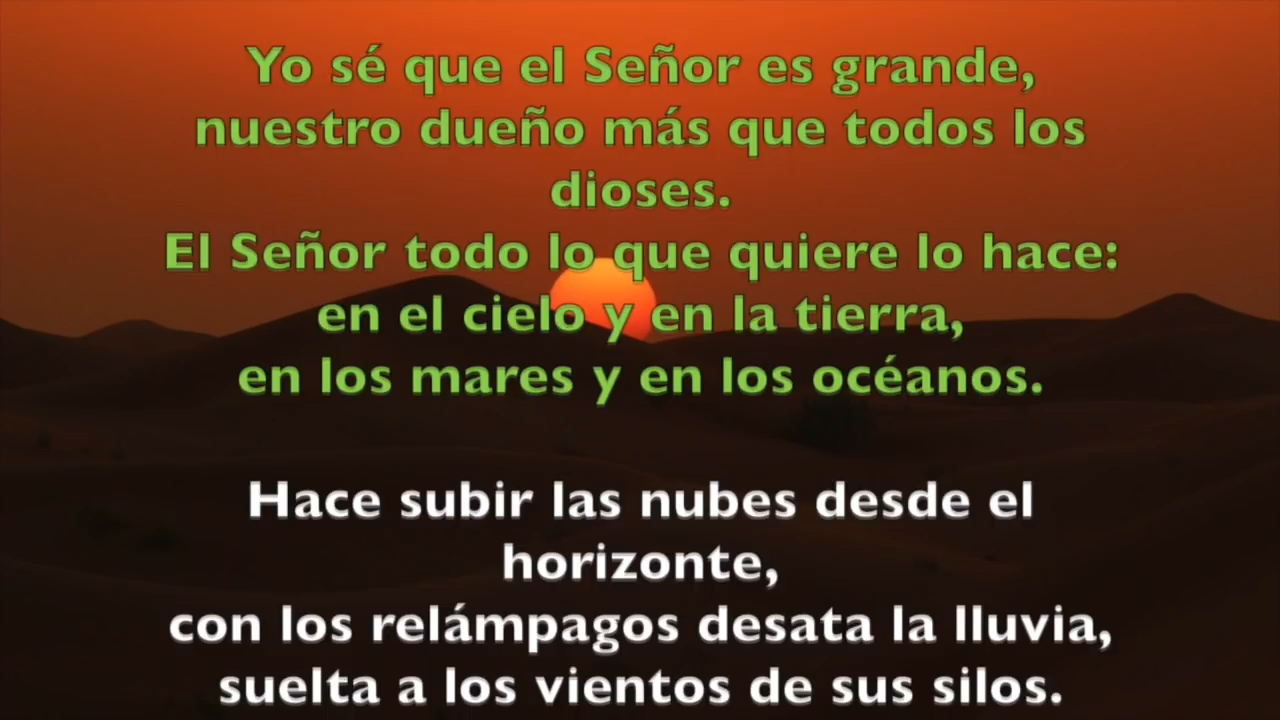 Yo sé que el Señor es grande,
nuestro dueño más que todos los
dioses.
El Señor todo lo que quiere lo hace:
en el cielo y en la tierra,
en los mares y en los océanos.
Hace subir las nubes desde el
horizonte,
con los relámpagos desata la lluvia,
suelta a los vientos de sus silos.